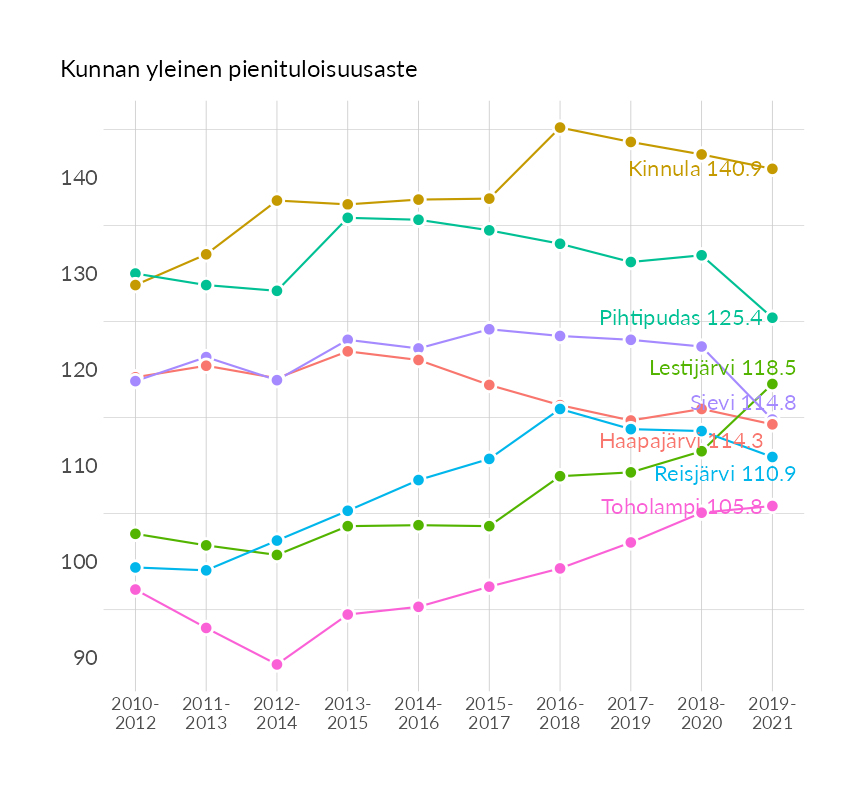 Kunnan yleinen pienituloisuusaste
140
130
120
110
100
90
Kinnula 140.9
Pihtipudas 125.4
Lestijärvi 118.5
Sievi 114.8
Haapajärvi 114.3
Reisjärvi 110.9
Toholampi 105.8
2010- 2011- 2012- 2013- 2014- 2015- 2016- 2017- 2018- 2019-
2012 2013 2014 2015 2016 2017 2018 2019 2020 2021